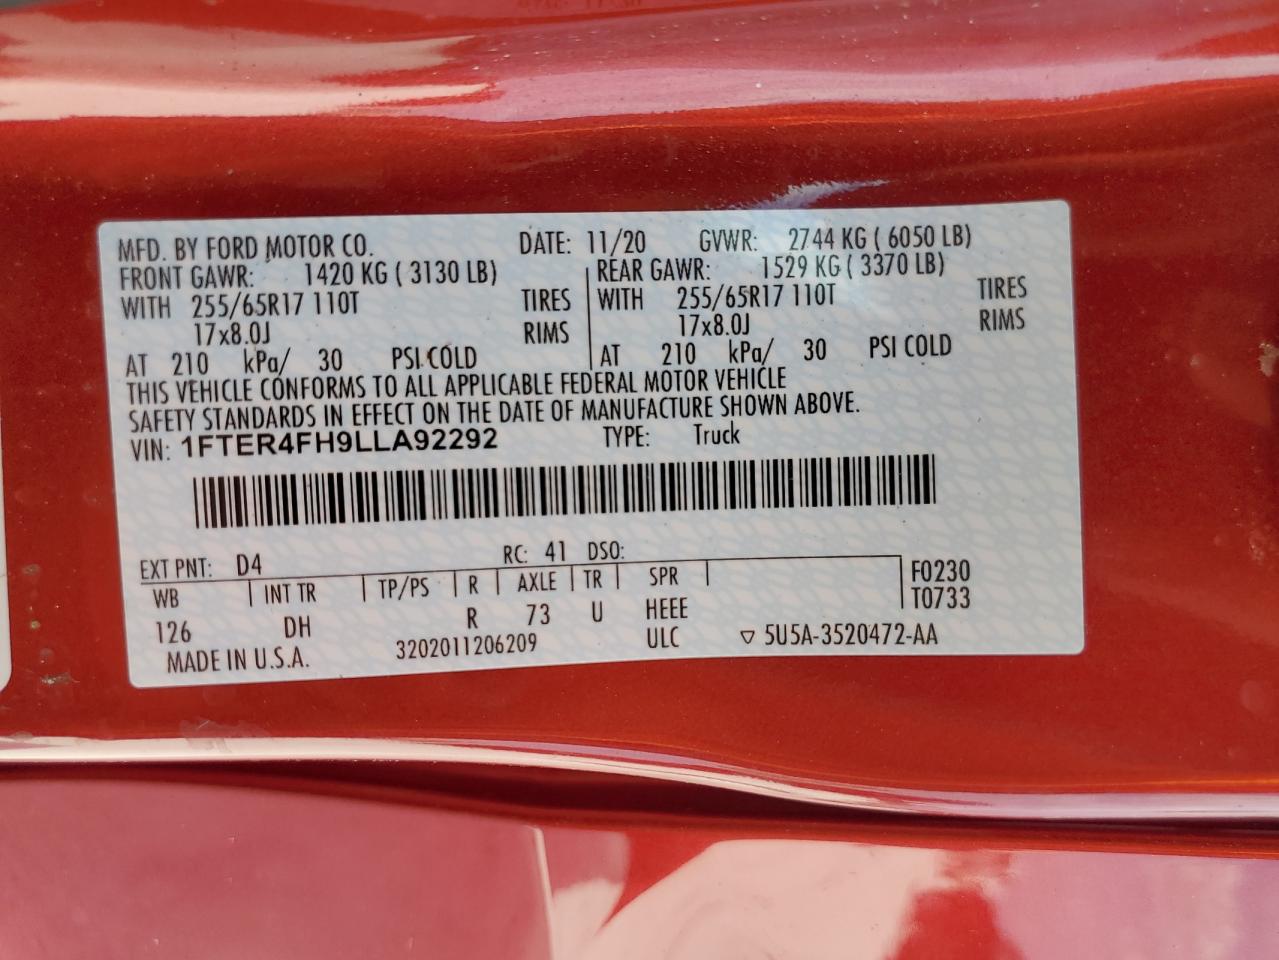 MFD. BY FORD MOTOR CO. DATE: 11/20 GVWR: 2744 KG ( 6050 LB)
FRONT GAWR: 1420 KG ( 3130 LB) REAR GAWR: 1529 KG ( 3370 LB)
WITH 255/65R17 110T TIRES WITH 255/65R17 110T TIRES
17x8.0J RIMS 17x8.0J RIMS
AT 210 kPa/ 30 PSI COLD AT 210 kPa/ 30 PSI COLD
THIS VEHICLE CONFORMS TO ALL APPLICABLE FEDERAL MOTOR VEHICLE
SAFETY STANDARDS IN EFFECT ON THE DATE OF MANUFACTURE SHOWN ABOVE.
VIN: 1FTER4FH9LLA92292 TYPE: Truck
EXT PNT: D4 RC: 41 DSO:
WB INT TR TP/PS R AXLE TR SPR F0230
126 DH R 73 U HEEE T0733
MADE IN U.S.A. 3202011206209 ULC ▽ 5U5A-3520472-AA